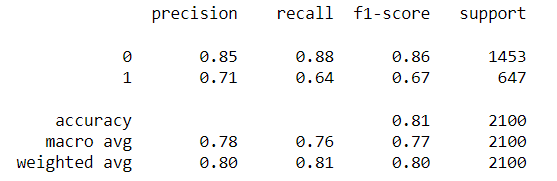 precision recall f1-score support
0 0.85 0.88 0.86 1453
1 0.71 0.64 0.67 647
accuracy 0.81 2100
macro avg 0.78 0.76 0.77 2100
weighted avg 0.80 0.81 0.80 2100